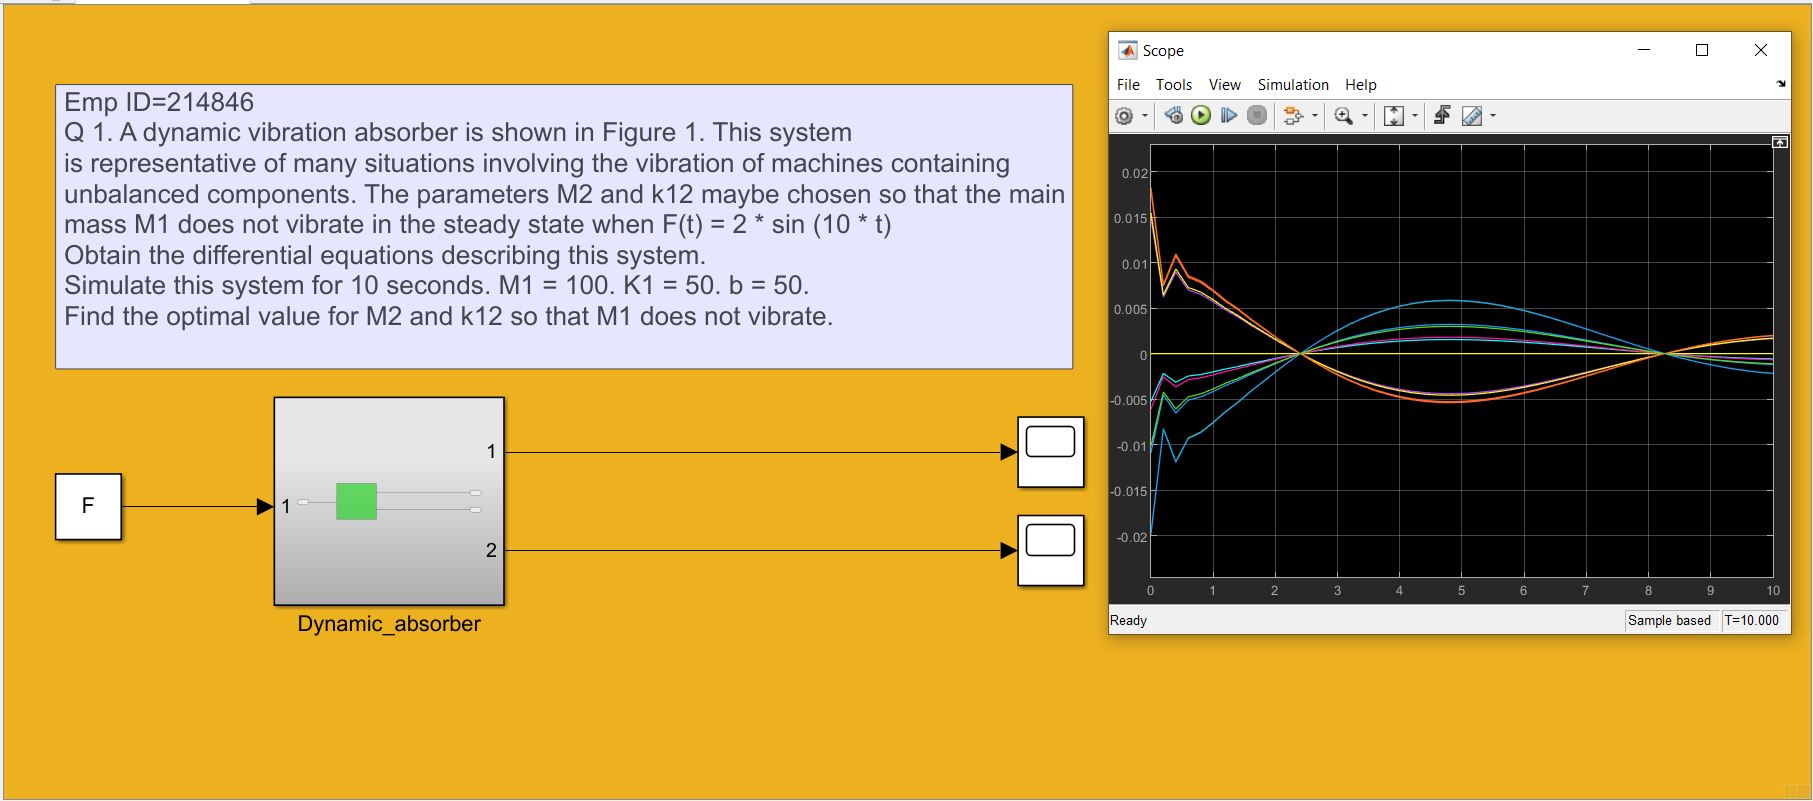 Emp ID=214846
Q 1. A dynamic vibration absorber is shown in Figure 1. This system
is representative of many situations involving the vibration of machines containing
unbalanced components. The parameters M2 and k12 maybe chosen so that the main
mass M1 does not vibrate in the steady state when F(t) = 2 * sin (10 * t)
Obtain the differential equations describing this system.
Simulate this system for 10 seconds. M1 = 100. K1 = 50. b = 50.
Find the optimal value for M2 and k12 so that M1 does not vibrate.
F
1
1
2
Dynamic_absorber
Scope
File Tools View Simulation Help
0.02
0.015
0.01
0.005
0
-0.005
-0.01
-0.015
-0.02
0 1 2 3 4 5 6 7 8 9 10
Ready
Sample based T=10.000